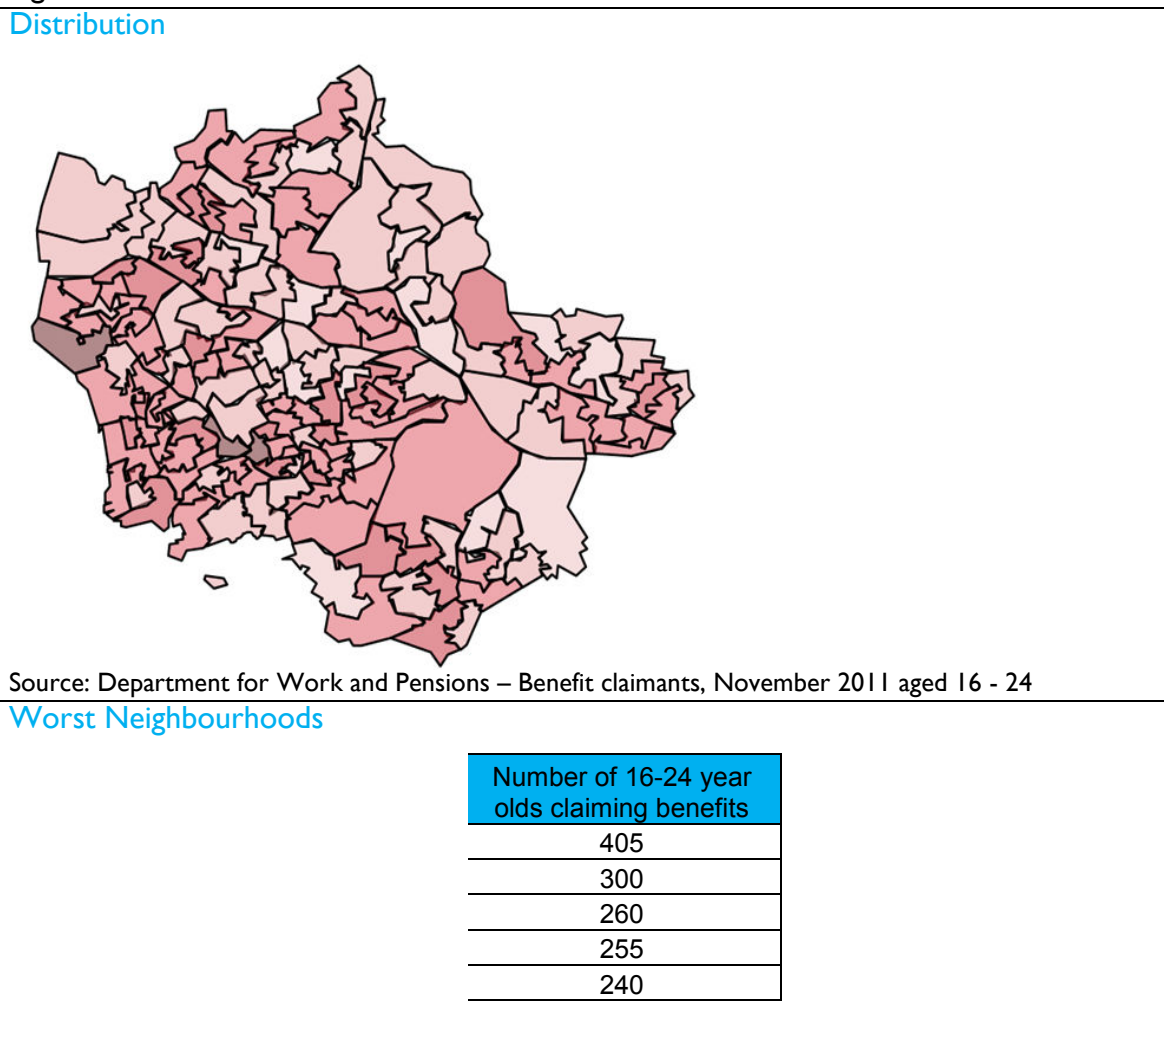 Distribution
Source: Department for Work and Pensions – Benefit claimants, November 2011 aged 16 - 24
Worst Neighbourhoods
Number of 16-24 year
olds claiming benefits
405
300
260
255
240